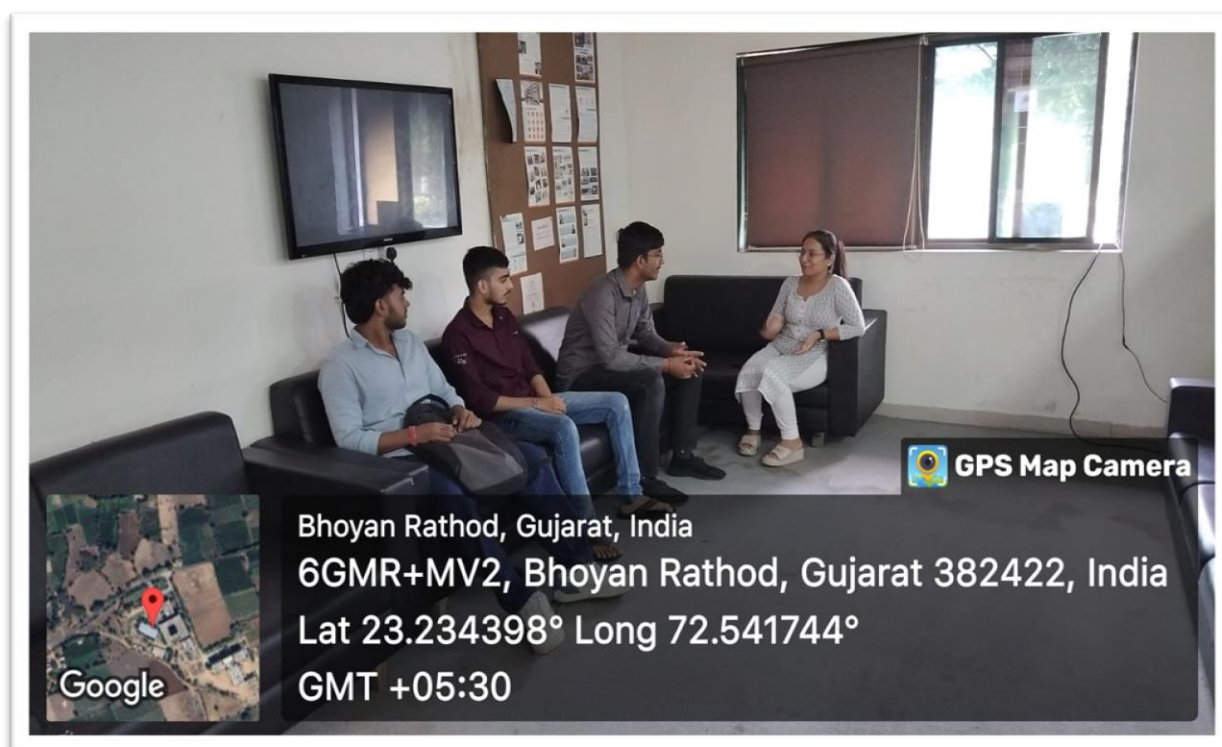 GPS Map Camera
Bhoyan Rathod, Gujarat, India
6GMR+MV2, Bhoyan Rathod, Gujarat 382422, India
Lat 23.234398° Long 72.541744°
GMT +05:30
Google